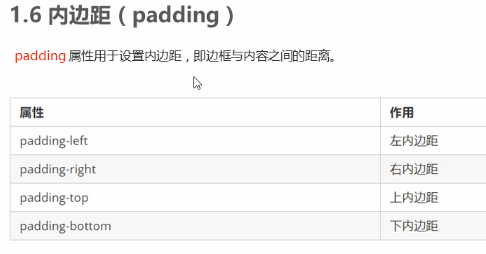 1.6 内边距（padding）
padding 属性用于设置内边距，即边框与内容之间的距离。
属性 作用
padding-left 左内边距
padding-right 右内边距
padding-top 上内边距
padding-bottom 下内边距